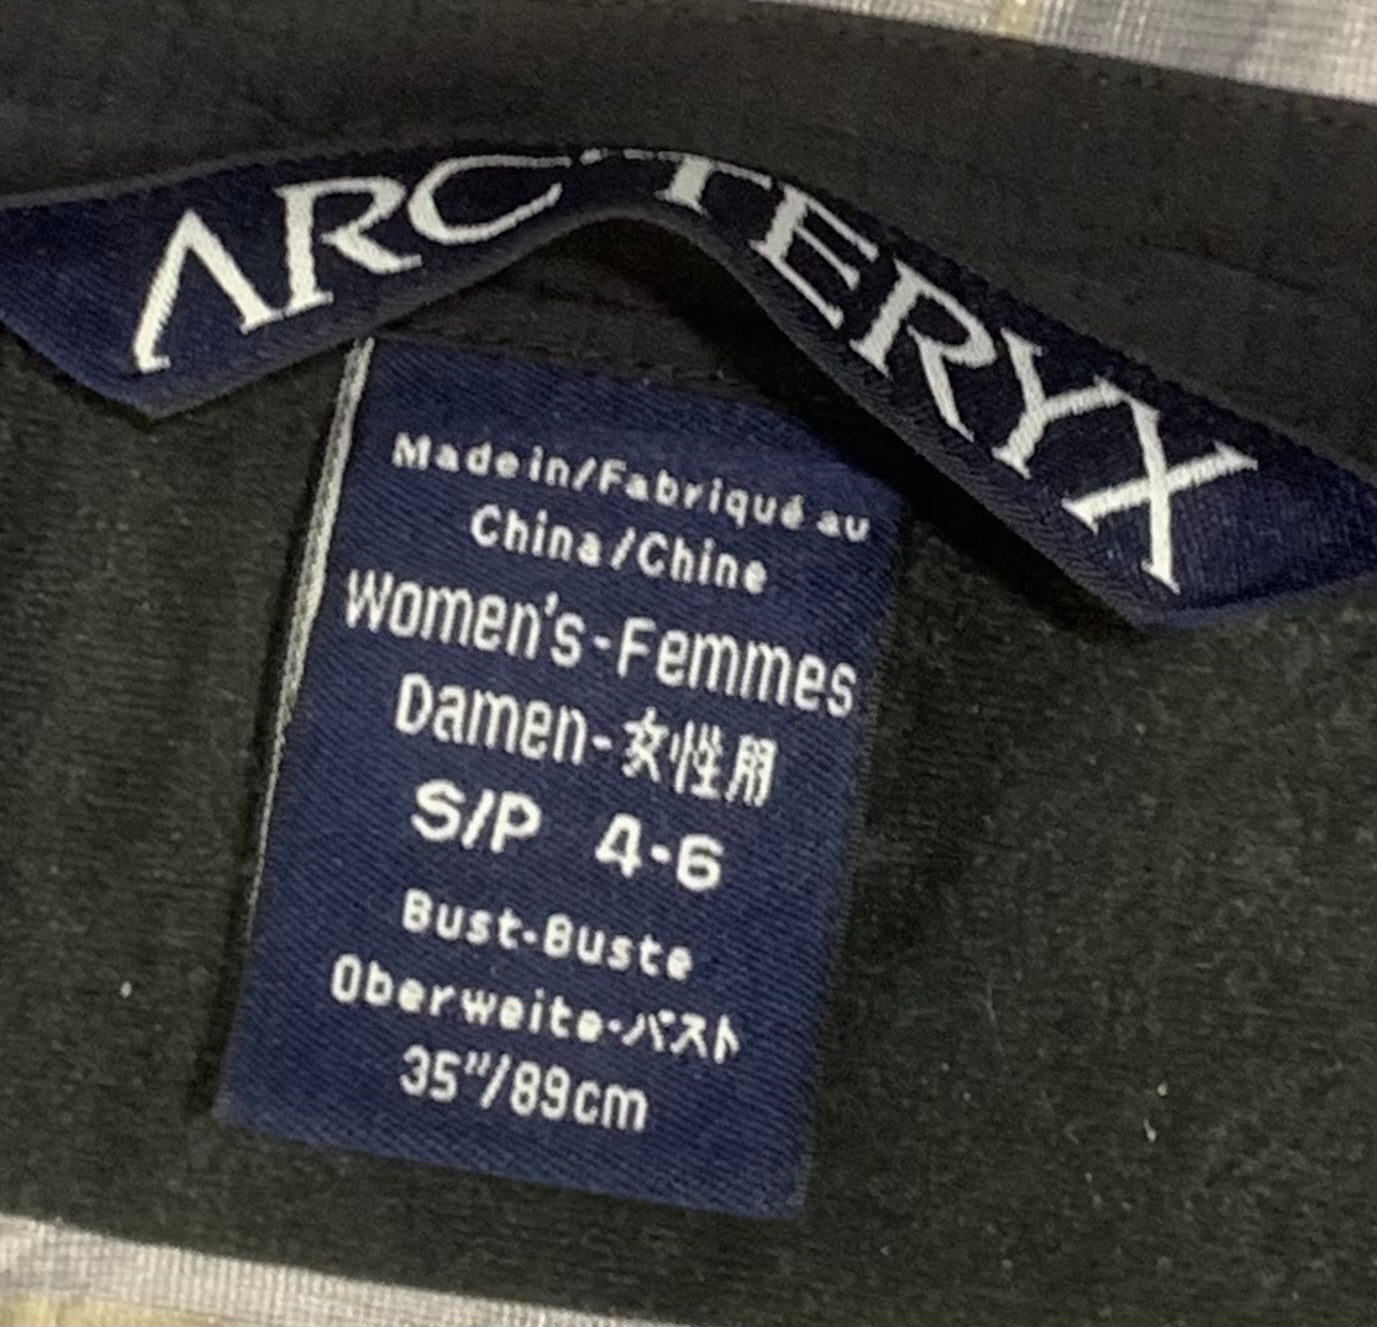 ARC'TERYX
Made in/Fabriqué au
China/Chine
Women's-Femmes
Damen-女性用
S/P 4-6
Bust-Buste
Oberweite-バスト
35"/89cm